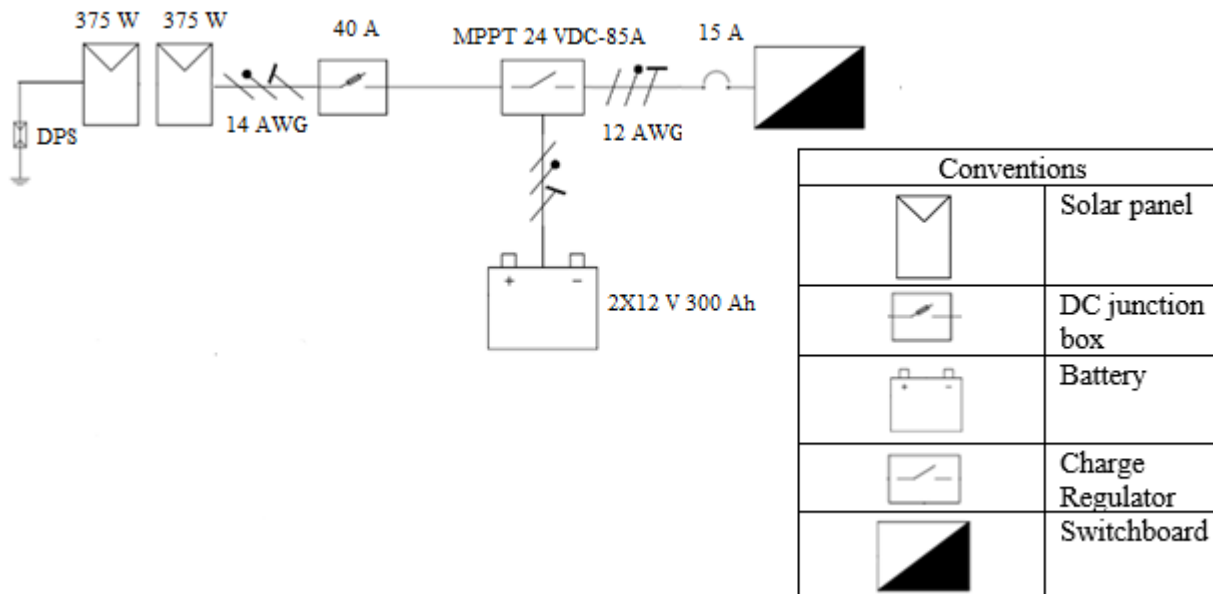 375 W
375 W
40 A
MPPT 24 VDC-85A
15 A
DPS
14 AWG
12 AWG
+
-
2X12 V 300 Ah
Conventions
Solar panel
DC junction
box
+
-
Battery
Charge
Regulator
Switchboard